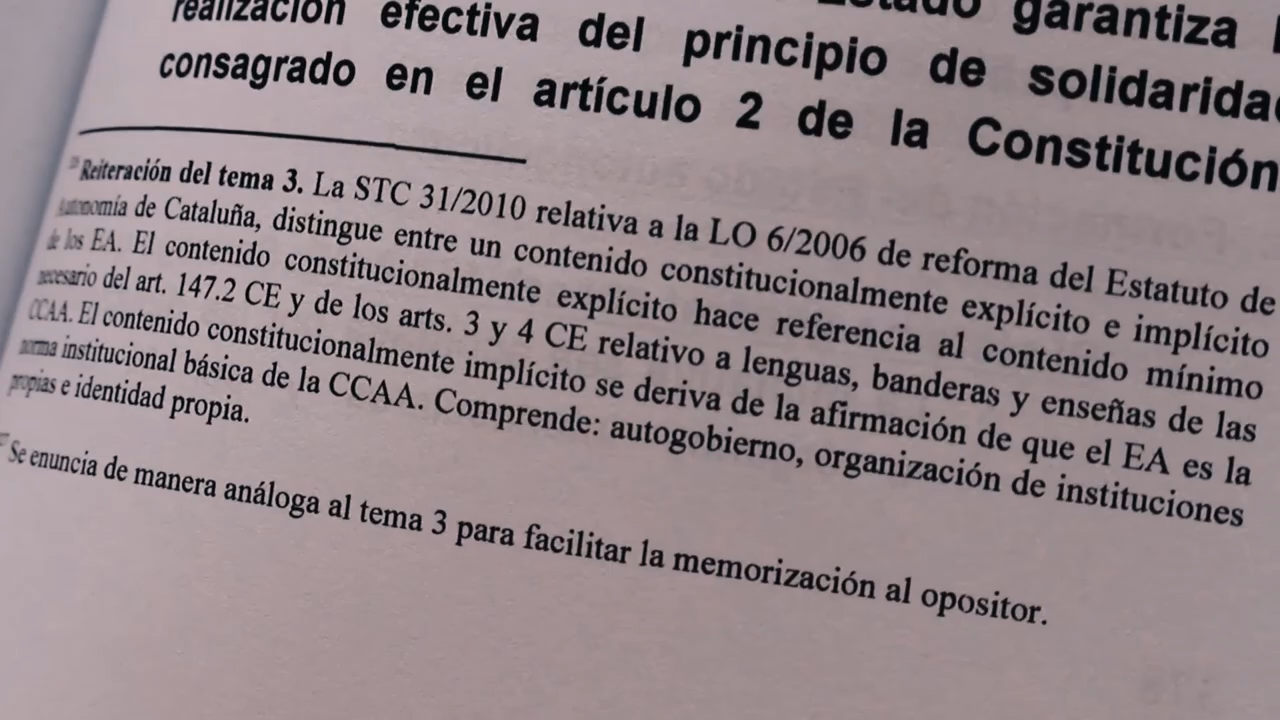 Estado garantiza
realización efectiva del principio de solidaridad
consagrado en el artículo 2 de la Constitución
Reiteración del tema 3. La STC 31/2010 relativa a la LO 6/2006 de reforma del Estatuto de
Autonomía de Cataluña, distingue entre un contenido constitucionalmente explícito e implícito
de los EA. El contenido constitucionalmente explícito hace referencia al contenido mínimo
necesario del art. 147.2 CE y de los arts. 3 y 4 CE relativo a lenguas, banderas y enseñas de las
CCAA. El contenido constitucionalmente implícito se deriva de la afirmación de que el EA es la
norma institucional básica de la CCAA. Comprende: autogobierno, organización de instituciones
propias e identidad propia.
Se enuncia de manera análoga al tema 3 para facilitar la memorización al opositor.